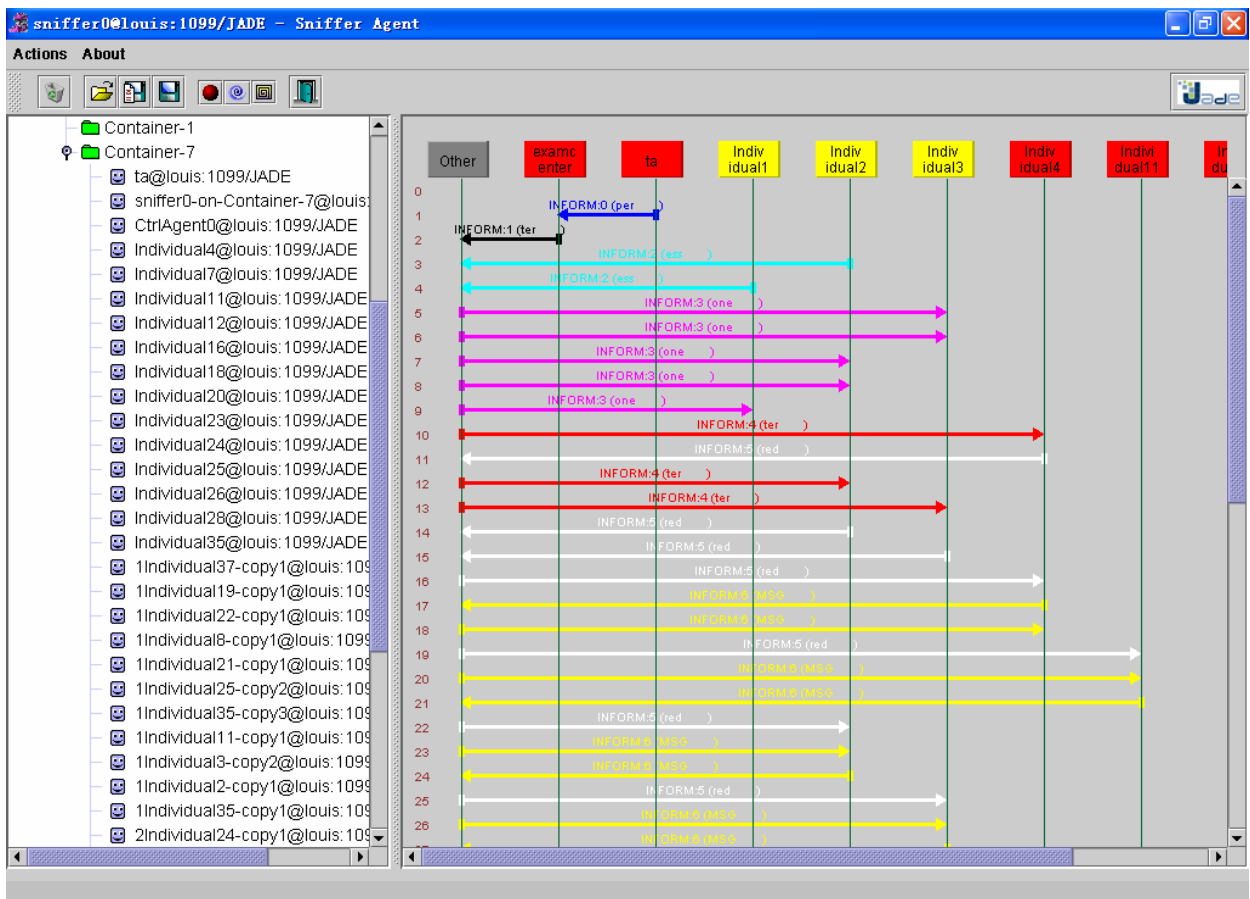 sniffer0@louis:1099/JADE - Sniffer Agent
Actions About
Jade
Container-1
Container-7
ta@louis:1099/JADE
sniffer0-on-Container-7@louis:
CtrlAgent0@louis:1099/JADE
Individual4@louis:1099/JADE
Individual7@louis:1099/JADE
Individual11@louis:1099/JADE
Individual12@louis:1099/JADE
Individual16@louis:1099/JADE
Individual18@louis:1099/JADE
Individual20@louis:1099/JADE
Individual23@louis:1099/JADE
Individual24@louis:1099/JADE
Individual25@louis:1099/JADE
Individual26@louis:1099/JADE
Individual28@louis:1099/JADE
Individual35@louis:1099/JADE
1Individual37-copy1@louis:109
1Individual19-copy1@louis:109
1Individual22-copy1@louis:109
1Individual8-copy1@louis:1099
1Individual21-copy1@louis:109
1Individual25-copy2@louis:109
1Individual35-copy3@louis:109
1Individual11-copy1@louis:109
1Individual3-copy2@louis:1099
1Individual2-copy1@louis:1099
1Individual35-copy1@louis:109
2Individual24-copy1@louis:109
Other
examc
enter
ta
Indiv
idual1
Indiv
idual2
Indiv
idual3
Indiv
idual4
Indivi
dual11
Ir
du
0
INFORM:0 (per )
1
INFORM:1 (ter )
2
INFORM:2 (ess )
3
INFORM:2 (ess )
4
INFORM:3 (one )
5
INFORM:3 (one )
6
INFORM:3 (one )
7
INFORM:3 (one )
8
INFORM:3 (one )
9
INFORM:4 (ter )
10
INFORM:5 (red )
11
INFORM:4 (ter )
12
INFORM:4 (ter )
13
INFORM:5 (red )
14
INFORM:5 (red )
15
INFORM:5 (red )
16
INFORM:6 (MSG )
17
INFORM:6 (MSG )
18
INFORM:5 (red )
19
INFORM:6 (MSG )
20
INFORM:6 (MSG )
21
INFORM:5 (red )
22
INFORM:6 (MSG )
23
INFORM:6 (MSG )
24
INFORM:5 (red )
25
INFORM:6 (MSG )
26
INFORM:6 (MSG )